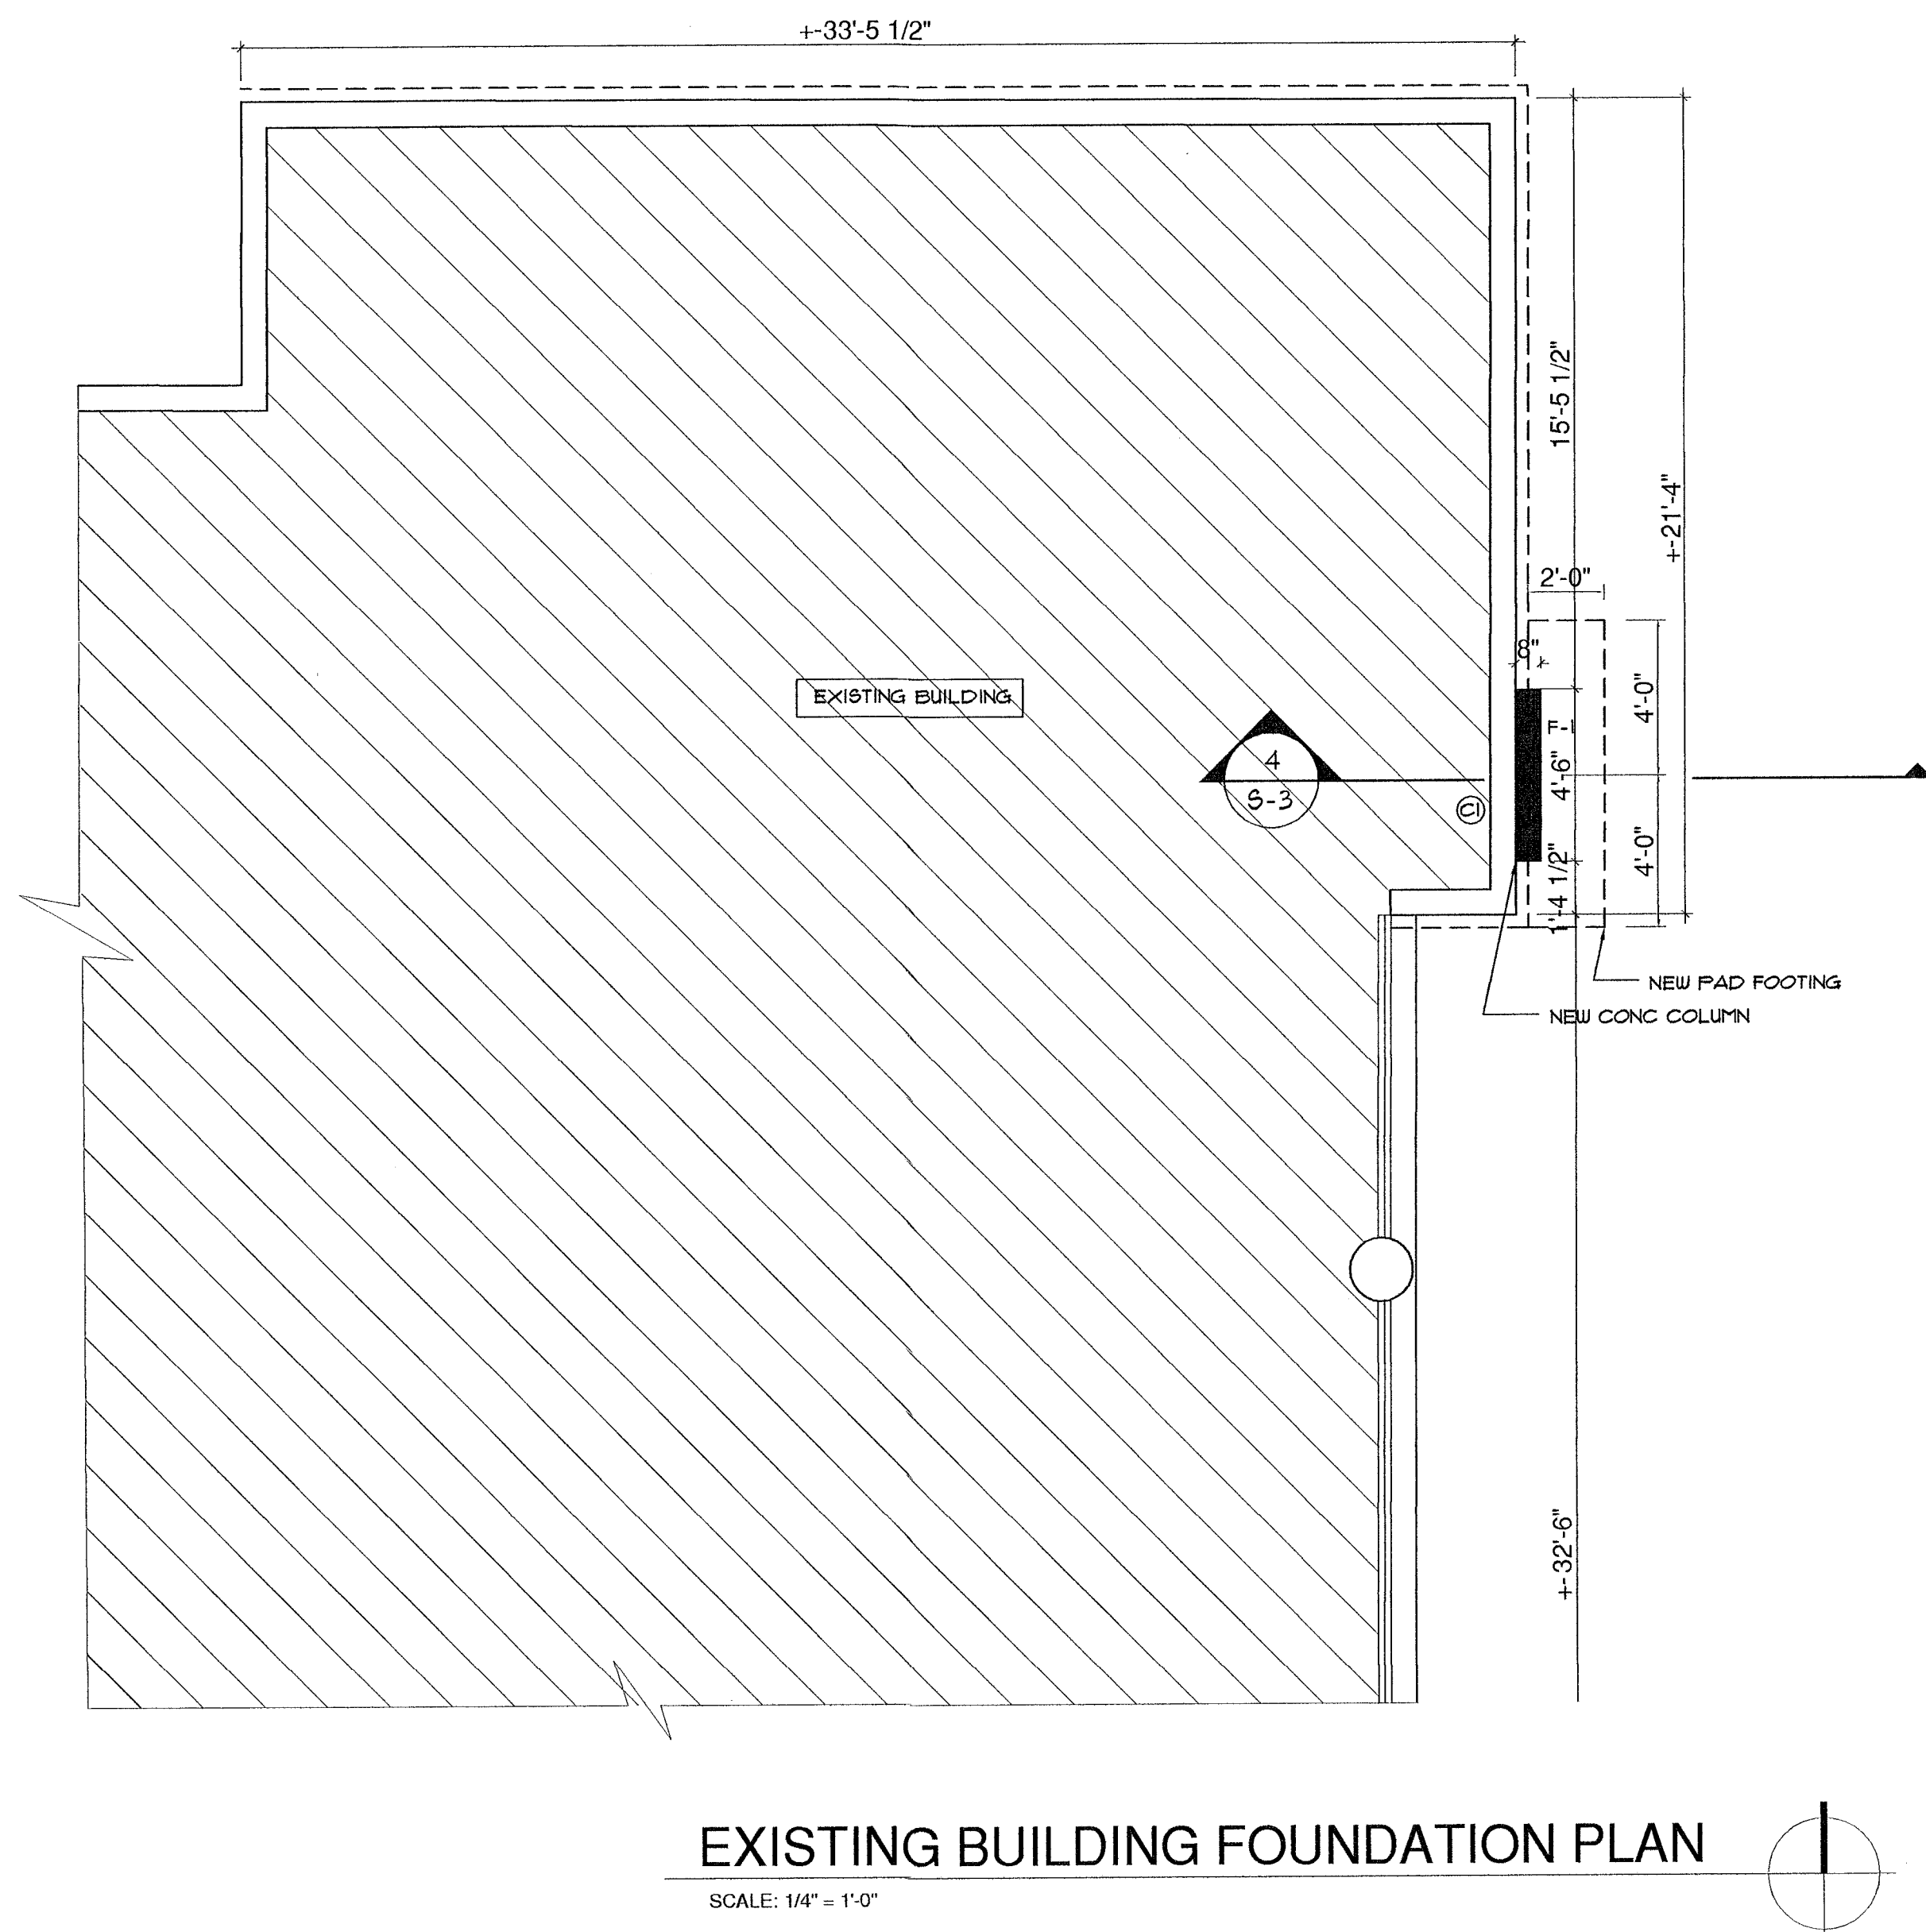 +-33'-5 1/2"
15'-5 1/2"
+-21'-4"
2'-0"
8"
EXISTING BUILDING
4'-0"
F-1
4
4'-6"
S-3
C1
4'-0"
1'-4 1/2"
NEW PAD FOOTING
NEW CONC COLUMN
+-32'-6"
EXISTING BUILDING FOUNDATION PLAN
SCALE: 1/4" = 1'-0"